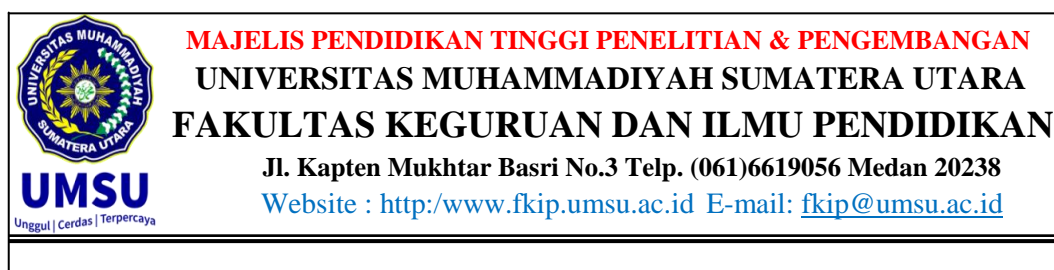 MAJELIS PENDIDIKAN TINGGI PENELITIAN & PENGEMBANGAN
UNIVERSITAS MUHAMMADIYAH SUMATERA UTARA
FAKULTAS KEGURUAN DAN ILMU PENDIDIKAN
Jl. Kapten Mukhtar Basri No.3 Telp. (061)6619056 Medan 20238
Website : http:/www.fkip.umsu.ac.id E-mail: fkip@umsu.ac.id
UNIVERSITAS MUHAMMADIYAH
SUMATERA UTARA
UMSU
Unggul | Cerdas | Terpercaya